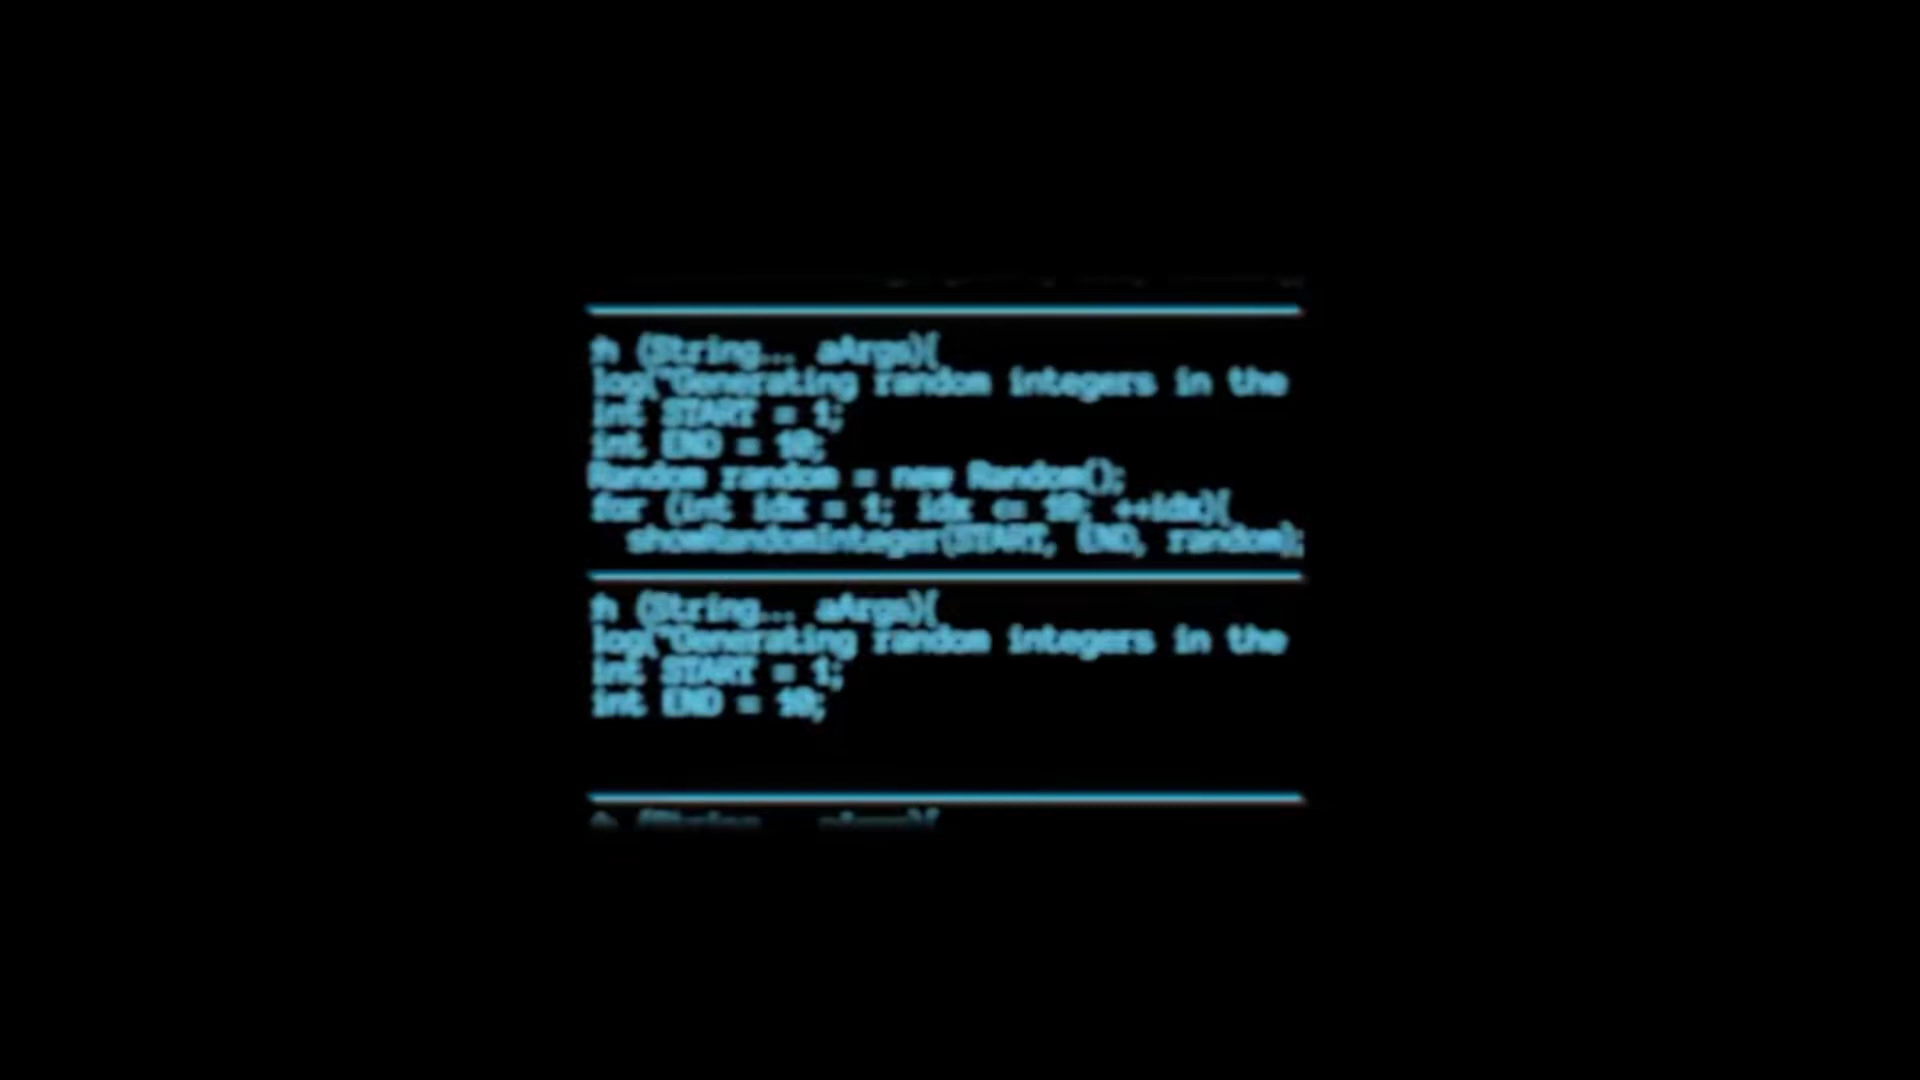 (String... aArgs){
log("Generating random integers in the
int START = 1;
int END = 10;
Random random = new Random();
for (int idx = 1; idx <= 10; ++idx){
showRandomInteger(START, END, random);
(String... aArgs){
log("Generating random integers in the
int START = 1;
int END = 10;